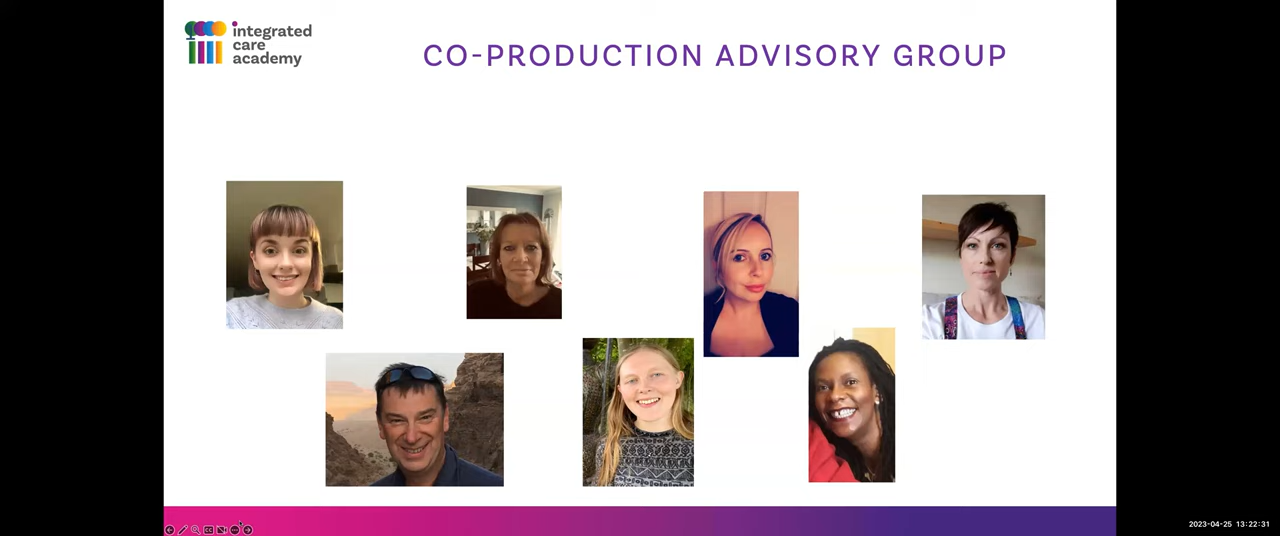 integrated
care
academy
CO-PRODUCTION ADVISORY GROUP
2023-04-25 13:22:31